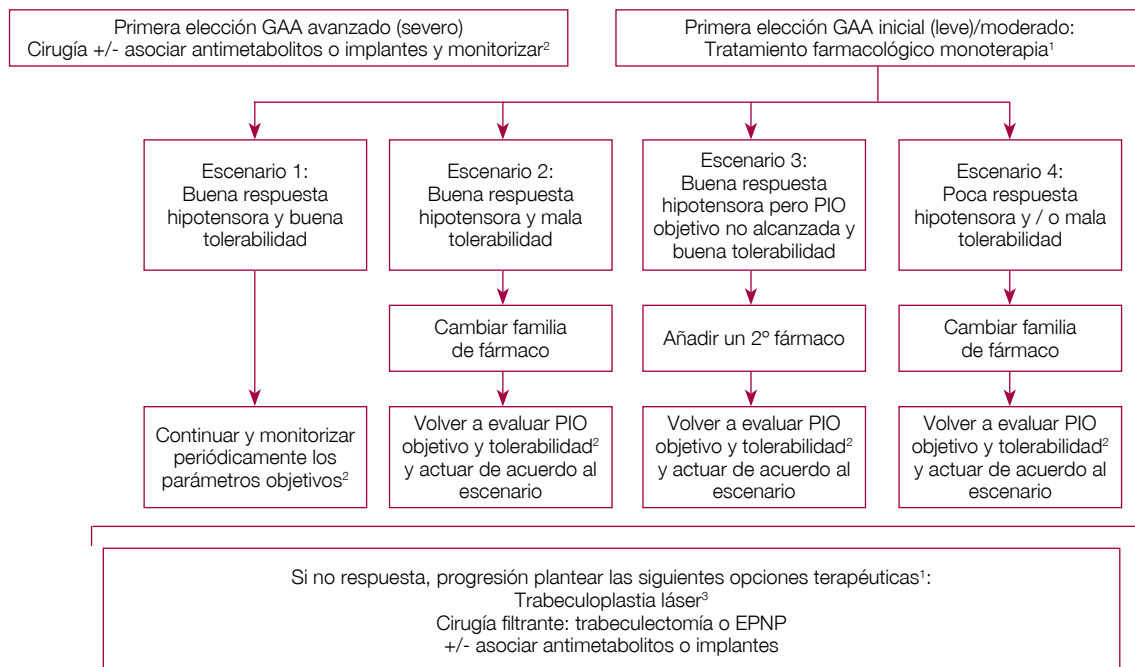 Primera elección GAA avanzado (severo)
Cirugía +/- asociar antimetabolitos o implantes y monitorizar²
Primera elección GAA inicial (leve)/moderado:
Tratamiento farmacológico monoterapia¹
Escenario 1:
Buena respuesta
hipotensora y buena
tolerabilidad
Escenario 2:
Buena respuesta
hipotensora y mala
tolerabilidad
Escenario 3:
Buena respuesta
hipotensora pero PIO
objetivo no alcanzada y
buena tolerabilidad
Escenario 4:
Poca respuesta
hipotensora y / o mala
tolerabilidad
Cambiar familia
de fármaco
Añadir un 2º fármaco
Cambiar familia
de fármaco
Continuar y monitorizar
periódicamente los
parámetros objetivos²
Volver a evaluar PIO
objetivo y tolerabilidad²
y actuar de acuerdo al
escenario
Volver a evaluar PIO
objetivo y tolerabilidad²
y actuar de acuerdo al
escenario
Volver a evaluar PIO
objetivo y tolerabilidad²
y actuar de acuerdo al
escenario
Si no respuesta, progresión plantear las siguientes opciones terapéuticas¹:
Trabeculoplastia láser³
Cirugía filtrante: trabeculectomía o EPNP
+/- asociar antimetabolitos o implantes